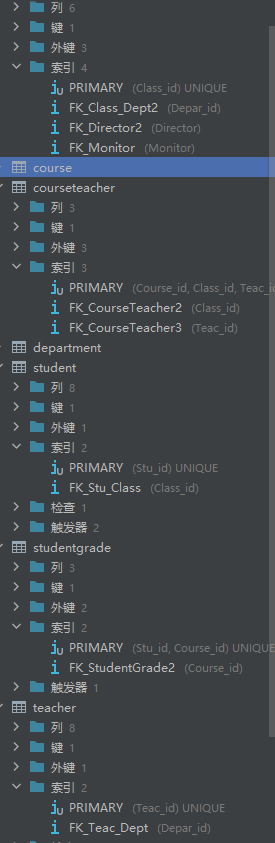 列 6
键 1
外键 3
索引 4
PRIMARY (Class_id) UNIQUE
FK_Class_Dept2 (Depar_id)
FK_Director2 (Director)
FK_Monitor (Monitor)
course
courseteacher
列 3
键 1
外键 3
索引 3
PRIMARY (Course_id, Class_id, Teac_id
FK_CourseTeacher2 (Class_id)
FK_CourseTeacher3 (Teac_id)
department
student
列 8
键 1
外键 1
索引 2
PRIMARY (Stu_id) UNIQUE
FK_Stu_Class (Class_id)
检查 1
触发器 2
studentgrade
列 3
键 1
外键 2
索引 2
PRIMARY (Stu_id, Course_id) UNIQUE
FK_StudentGrade2 (Course_id)
触发器 1
teacher
列 8
键 1
外键 1
索引 2
PRIMARY (Teac_id) UNIQUE
FK_Teac_Dept (Depar_id)